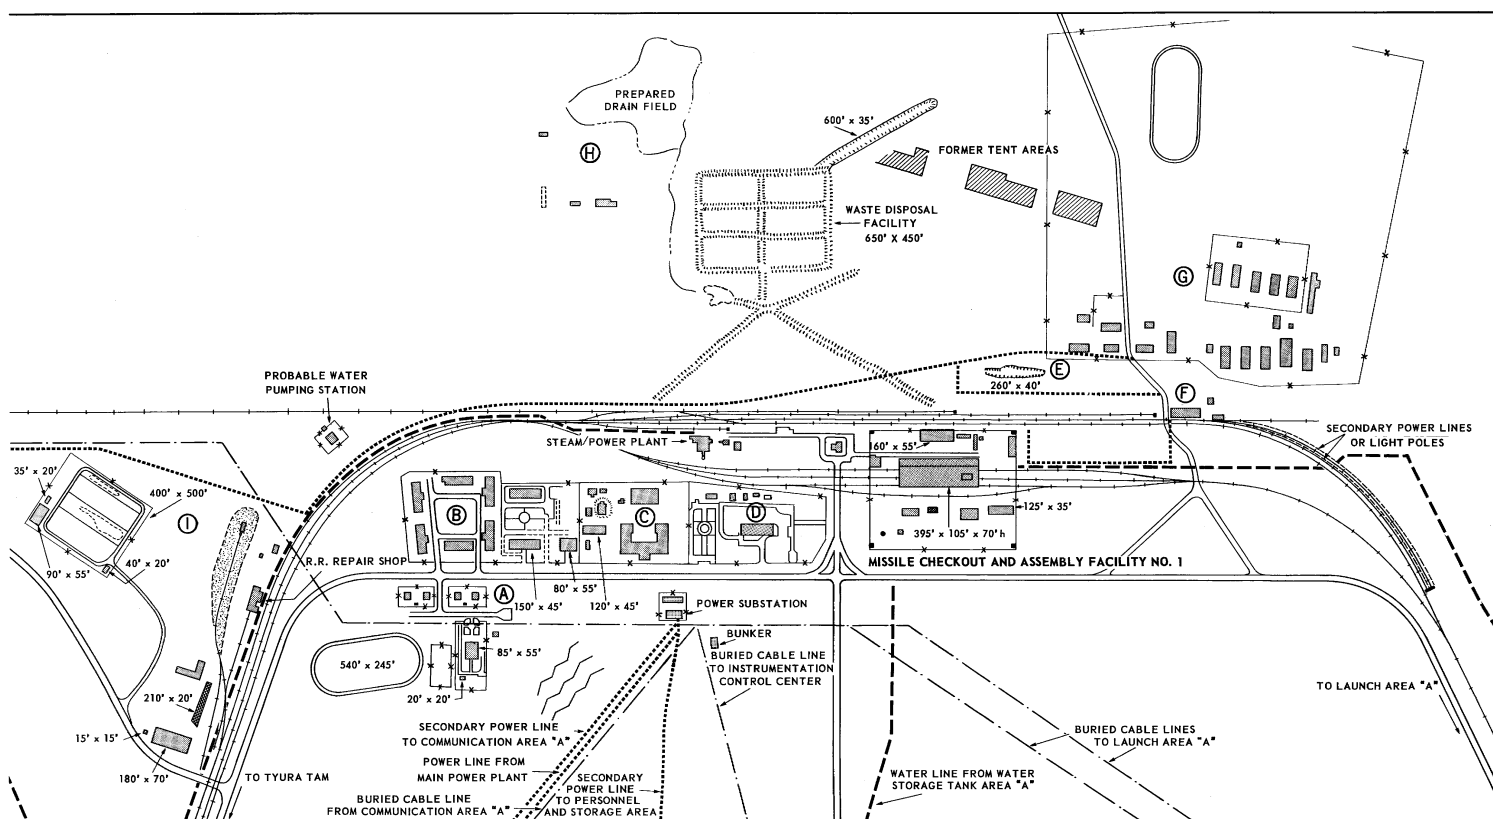 PREPARED
DRAIN FIELD
600' x 35'
H
FORMER TENT AREAS
WASTE DISPOSAL
FACILITY
650' X 450'
G
PROBABLE WATER
PUMPING STATION
E
260' x 40'
F
STEAM/POWER PLANT
160' x 55'
SECONDARY POWER LINES
OR LIGHT POLES
35' x 20'
400' x 500'
I
B
C
D
125' x 35'
395' x 105' x 70' h
90' x 55'
40' x 20'
R.R. REPAIR SHOP
MISSILE CHECKOUT AND ASSEMBLY FACILITY NO. 1
A
150' x 45'
80' x 55'
120' x 45'
POWER SUBSTATION
BUNKER
540' x 245'
85' x 55'
BURIED CABLE LINE
TO INSTRUMENTATION
CONTROL CENTER
210' x 20'
20' x 20'
TO LAUNCH AREA "A"
15' x 15'
180' x 70'
SECONDARY POWER LINE
TO COMMUNICATION AREA "A"
BURIED CABLE LINES
TO LAUNCH AREA "A"
TO TYURA TAM
POWER LINE FROM
MAIN POWER PLANT
SECONDARY
POWER LINE
TO PERSONNEL
AND STORAGE AREA
WATER LINE FROM WATER
STORAGE TANK AREA "A"
BURIED CABLE LINE
FROM COMMUNICATION AREA "A"